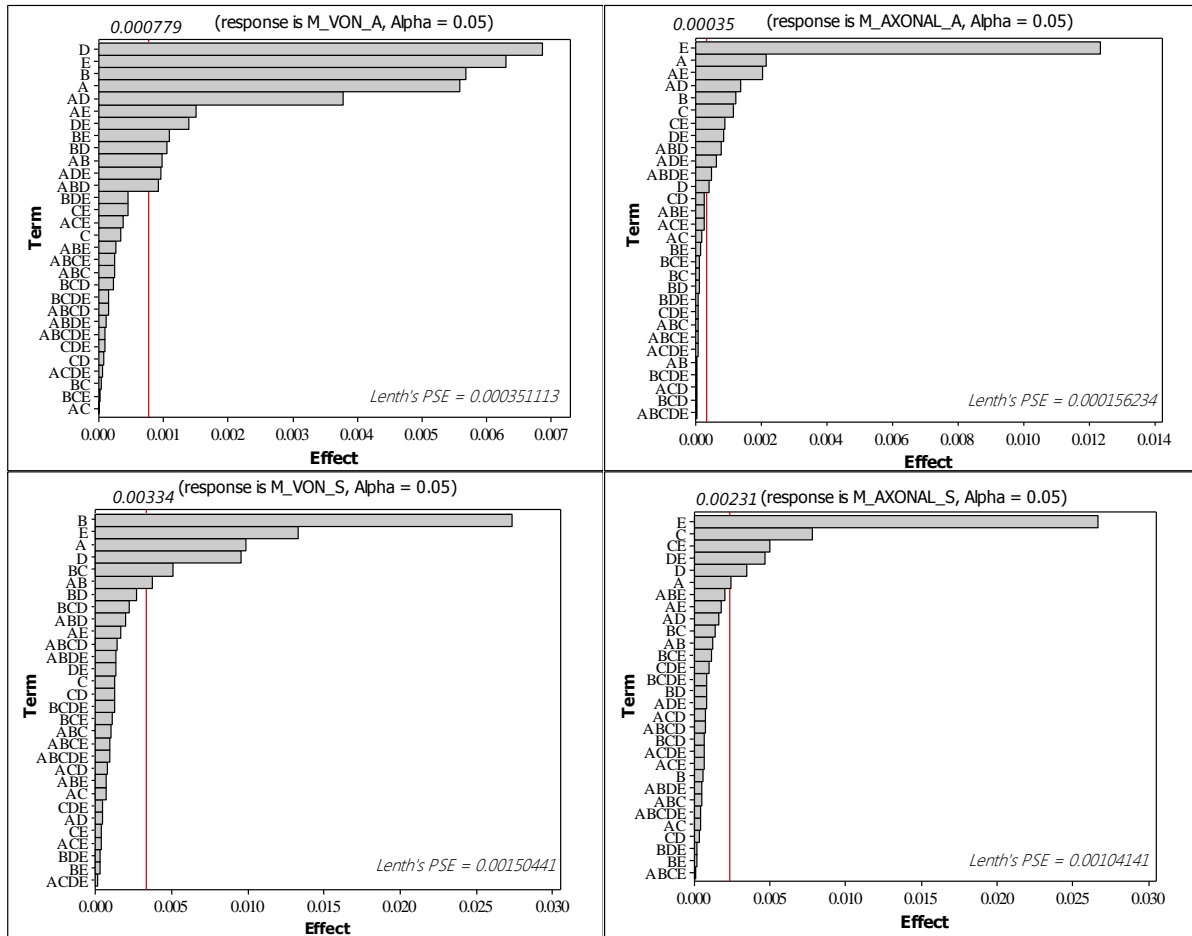 0.000779
(response is M_VON_A, Alpha = 0.05)
D
E
B
A
AD
AE
DE
BE
BD
AB
ADE
ABD
BDE
CE
ACE
C
ABE
ABCE
ABC
BCD
BCDE
ABCD
ABDE
ABCDE
CDE
CD
ACDE
BC
BCE
AC
Term
Lenth's PSE = 0.000351113
0.000 0.001 0.002 0.003 0.004 0.005 0.006 0.007
Effect
0.00035
(response is M_AXONAL_A, Alpha = 0.05)
E
A
AE
AD
B
C
CE
DE
ABD
ADE
ABDE
D
CD
ABE
ACE
AC
BE
BCE
BC
BD
BDE
CDE
ABC
ABCE
ACDE
AB
BCDE
ACD
BCD
ABCDE
Term
Lenth's PSE = 0.000156234
0.000 0.002 0.004 0.006 0.008 0.010 0.012 0.014
Effect
0.00334
(response is M_VON_S, Alpha = 0.05)
B
E
A
D
BC
AB
BD
BCD
ABD
AE
ABCD
ABDE
DE
C
CD
BCDE
BCE
ABC
ABCE
ABCDE
ACD
ABE
AC
CDE
AD
CE
ACE
BDE
BE
ACDE
Term
Lenth's PSE = 0.00150441
0.000 0.005 0.010 0.015 0.020 0.025 0.030
Effect
0.00231
(response is M_AXONAL_S, Alpha = 0.05)
E
C
CE
DE
D
A
ABE
AE
AD
BC
AB
BCE
CDE
BCDE
BD
ADE
ACD
ABCD
BCD
ACDE
ACE
B
ABDE
ABC
ABCDE
AC
CD
BDE
BE
ABCE
Term
Lenth's PSE = 0.00104141
0.000 0.005 0.010 0.015 0.020 0.025 0.030
Effect